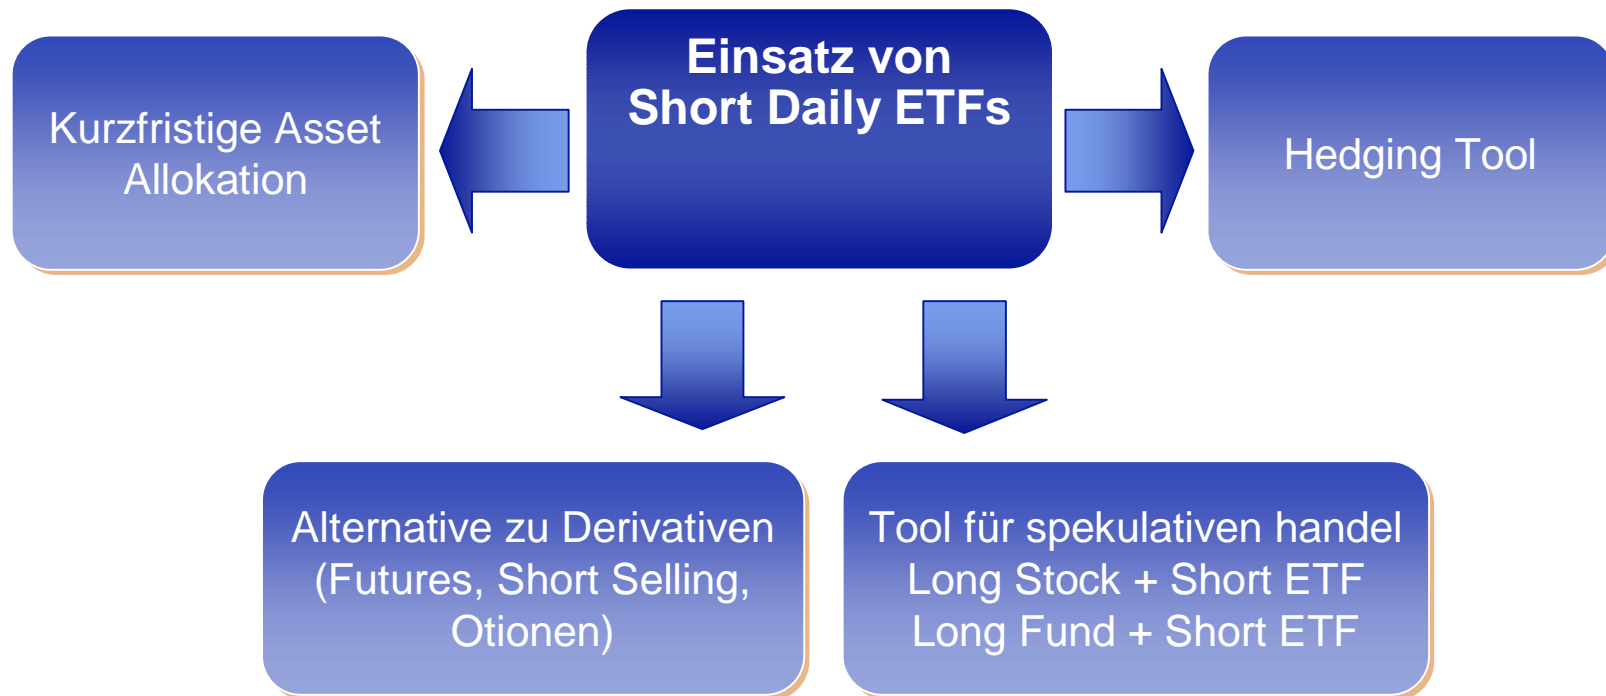 Einsatz von
Short Daily ETFs
Kurzfristige Asset
Allokation
Hedging Tool
Alternative zu Derivativen
(Futures, Short Selling,
Otionen)
Tool für spekulativen handel
Long Stock + Short ETF
Long Fund + Short ETF